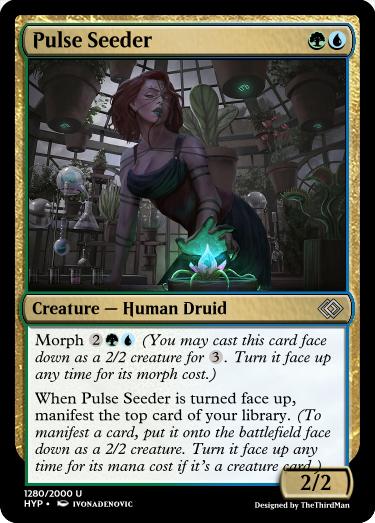 Pulse Seeder
Creature — Human Druid
Morph 2 (You may cast this card face
down as a 2/2 creature for 3. Turn it face up
any time for its morph cost.)
When Pulse Seeder is turned face up,
manifest the top card of your library. (To
manifest a card, put it onto the battlefield face
down as a 2/2 creature. Turn it face up any
time for its mana cost if it's a creature card.)
2/2
1280/2000 U
HYP • IVONADENOVIC
Designed by TheThirdMan